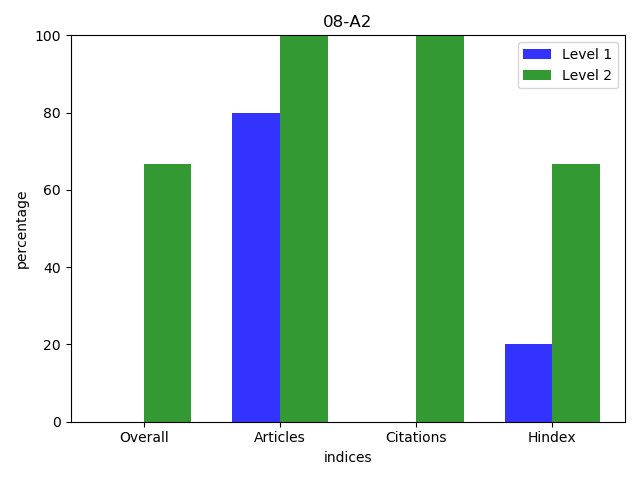 08-A2
Level 1
Level 2
100
80
60
40
20
0
percentage
Overall Articles Citations Hindex
indices